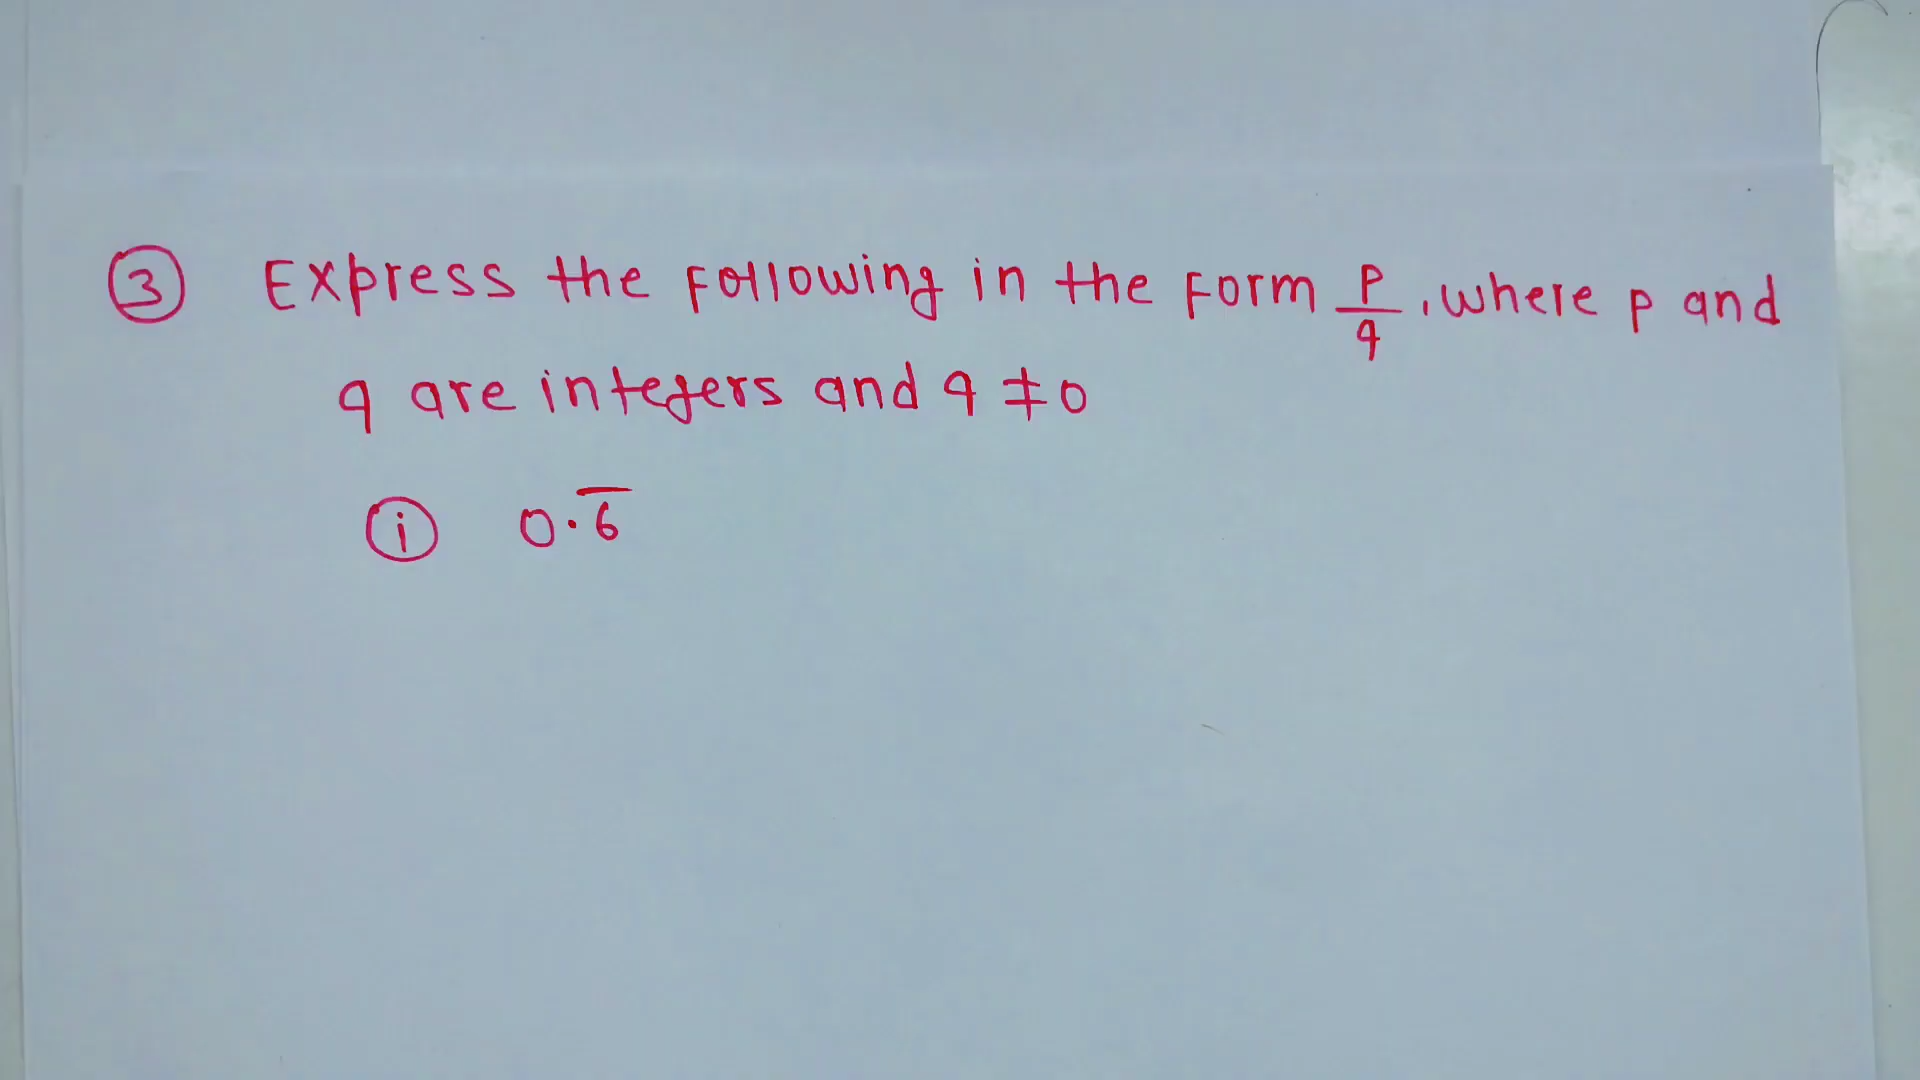 ③ Express the following in the form p/q, where p and
q are integers and q ≠ 0
ⓘ 0.6̅